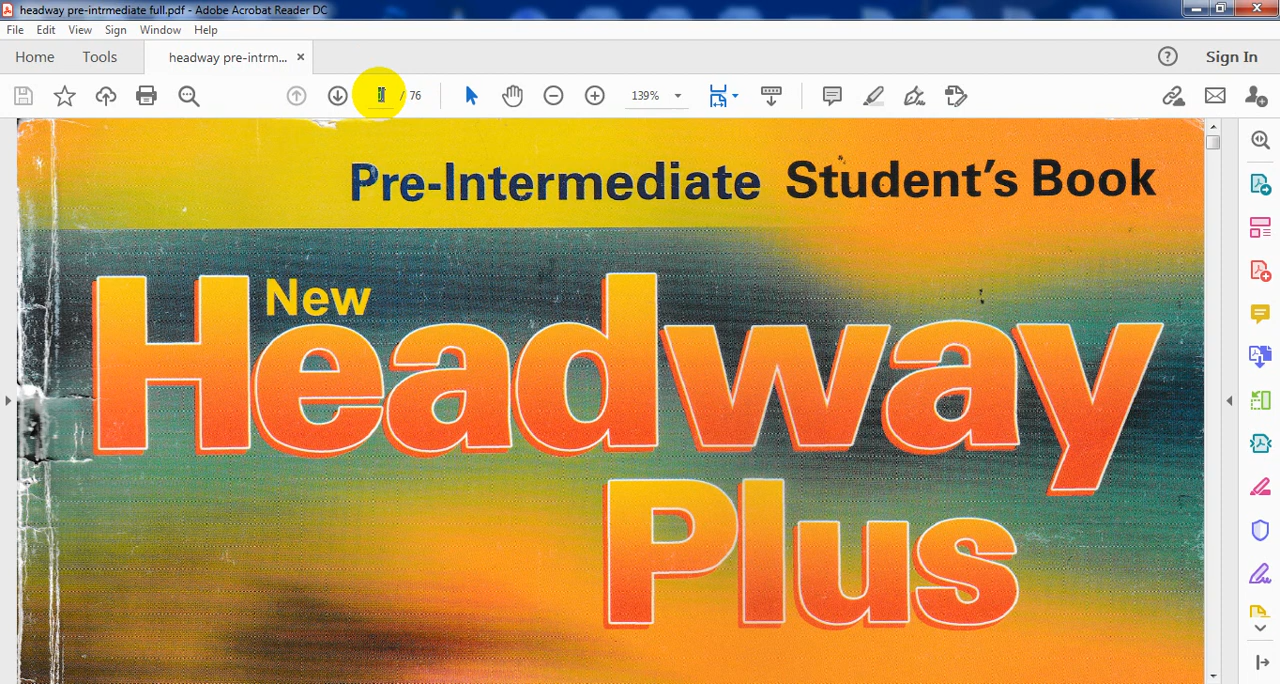 headway pre-intrmediate full.pdf - Adobe Acrobat Reader DC
File Edit View Sign Window Help
Home Tools headway pre-intrm... × ? Sign In
/ 76 139%
Pre-Intermediate Student's Book
New
Headway
Plus